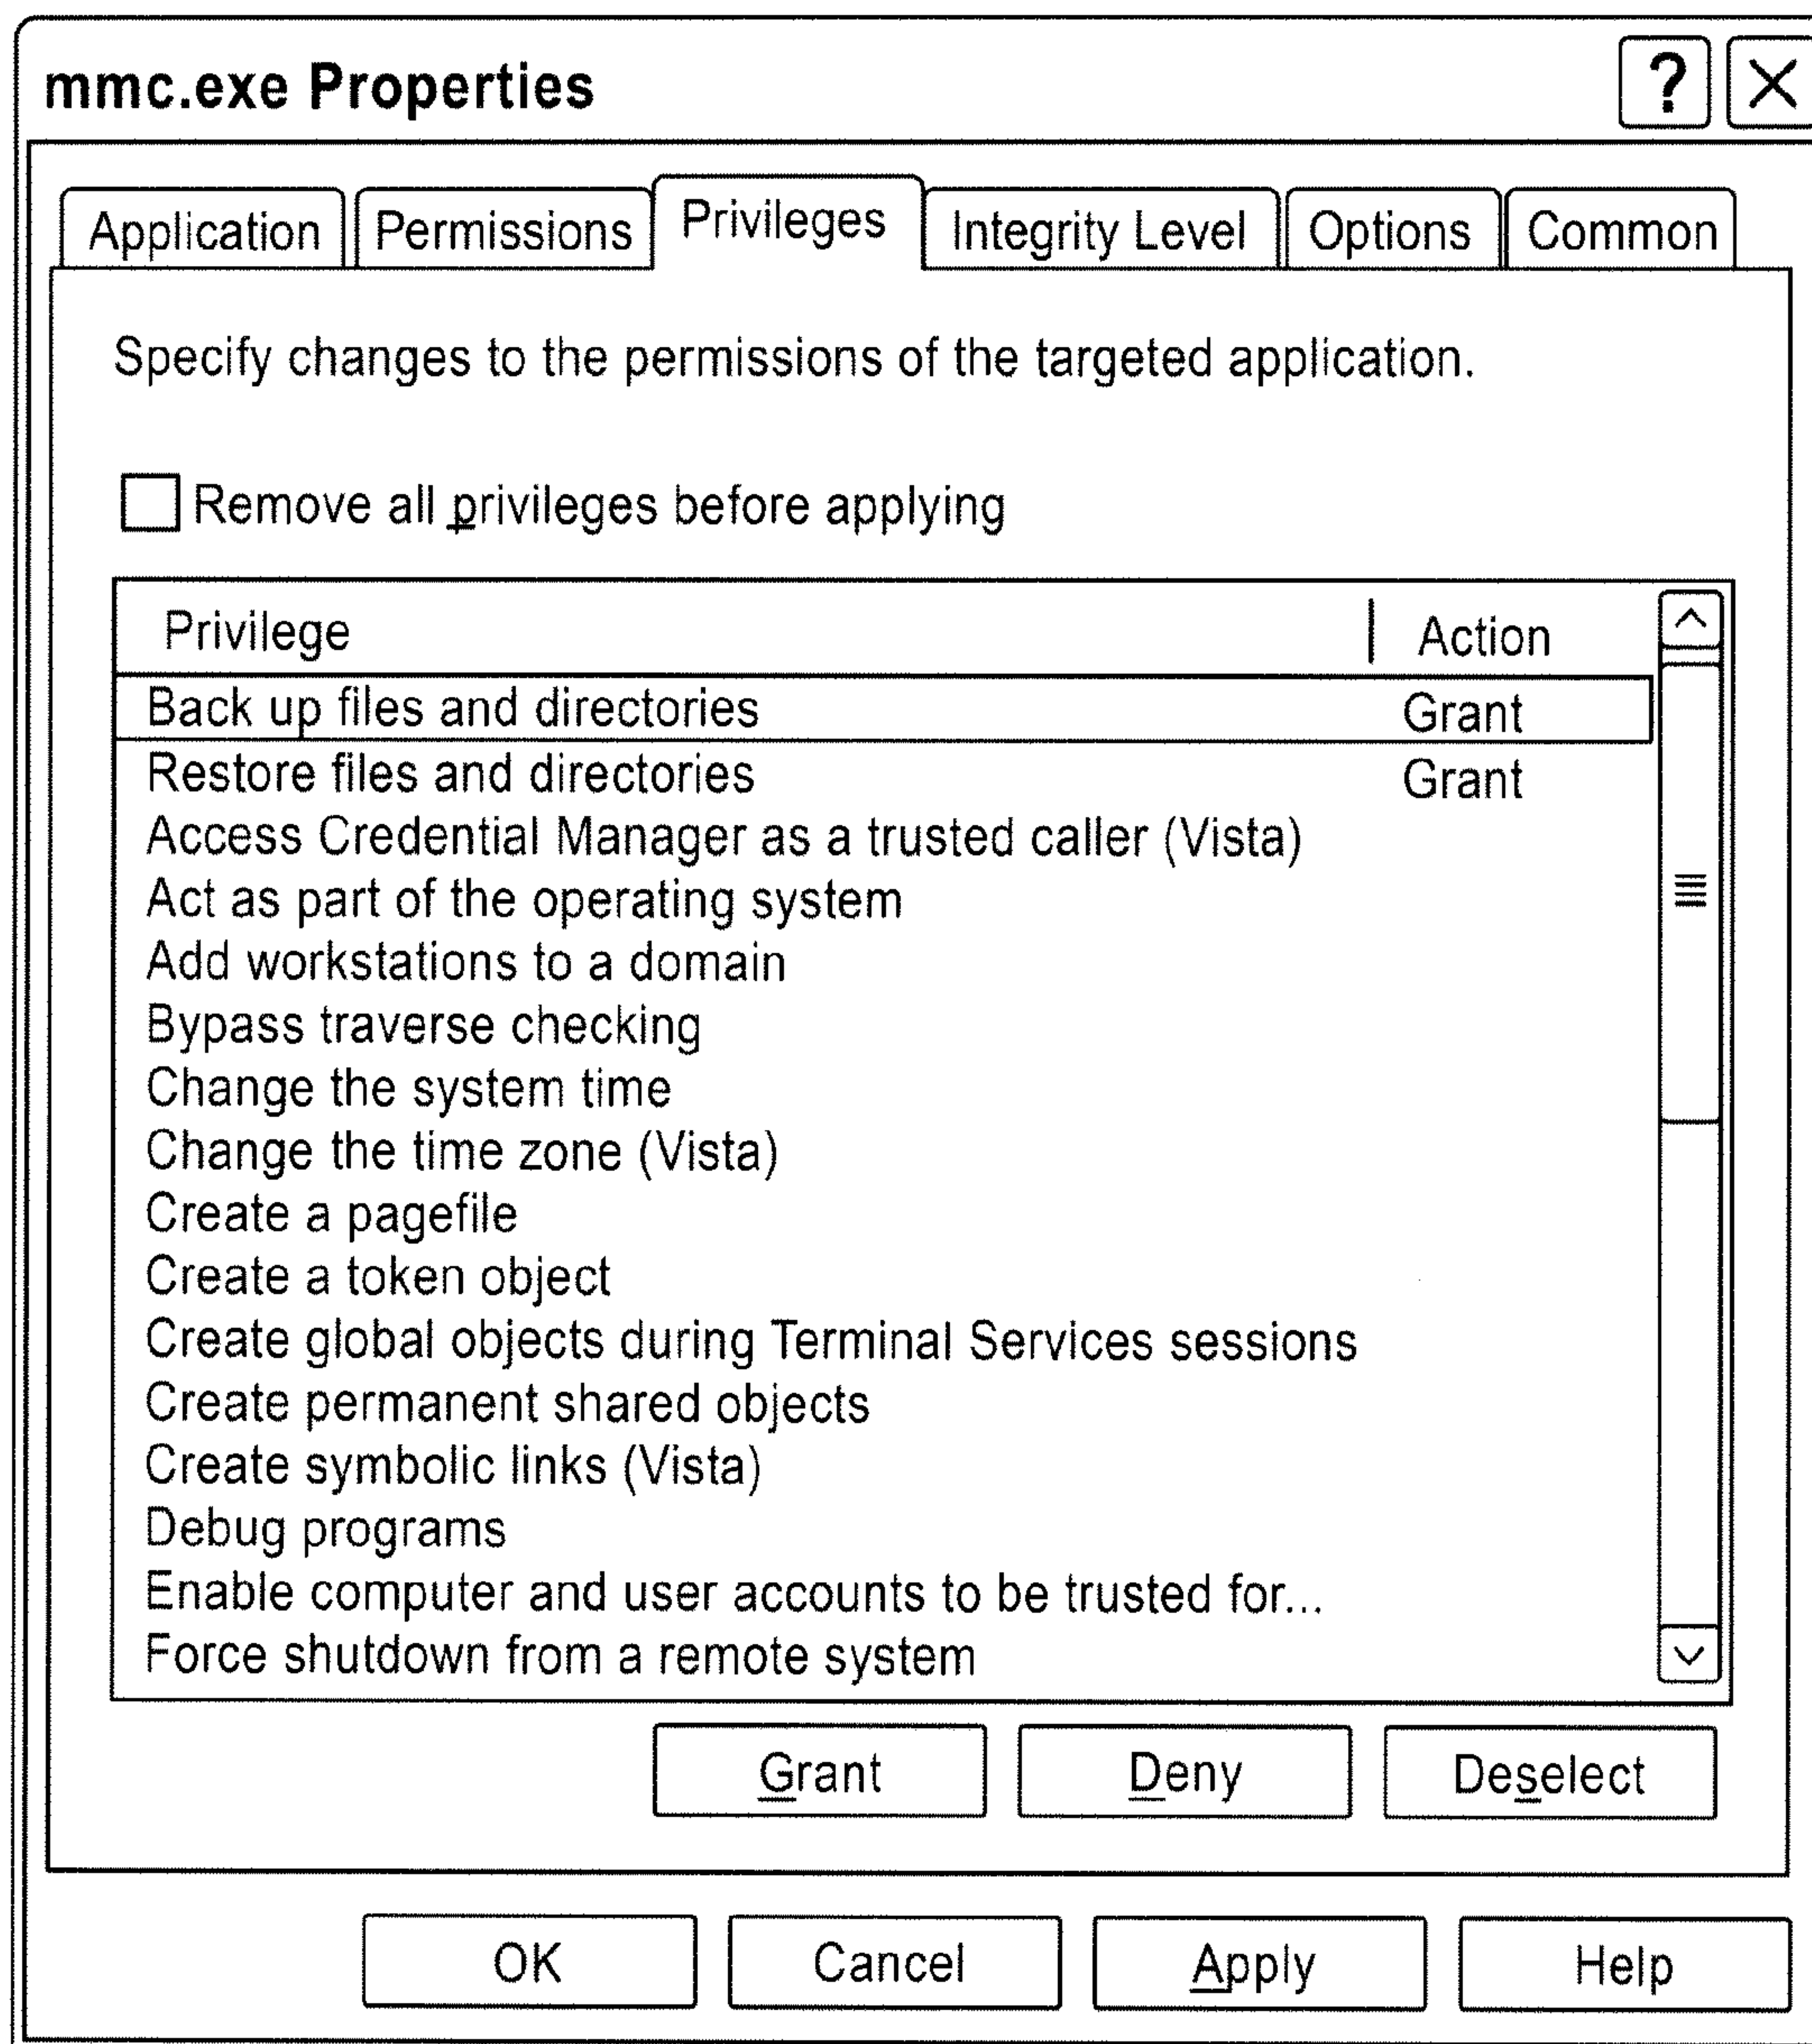 mmc.exe Properties
?
Application Permissions Privileges Integrity Level Options Common
Specify changes to the permissions of the targeted application.
Remove all privileges before applying
Privilege Action
Back up files and directories Grant
Restore files and directories Grant
Access Credential Manager as a trusted caller (Vista)
Act as part of the operating system
Add workstations to a domain
Bypass traverse checking
Change the system time
Change the time zone (Vista)
Create a pagefile
Create a token object
Create global objects during Terminal Services sessions
Create permanent shared objects
Create symbolic links (Vista)
Debug programs
Enable computer and user accounts to be trusted for...
Force shutdown from a remote system
Grant Deny Deselect
OK Cancel Apply Help